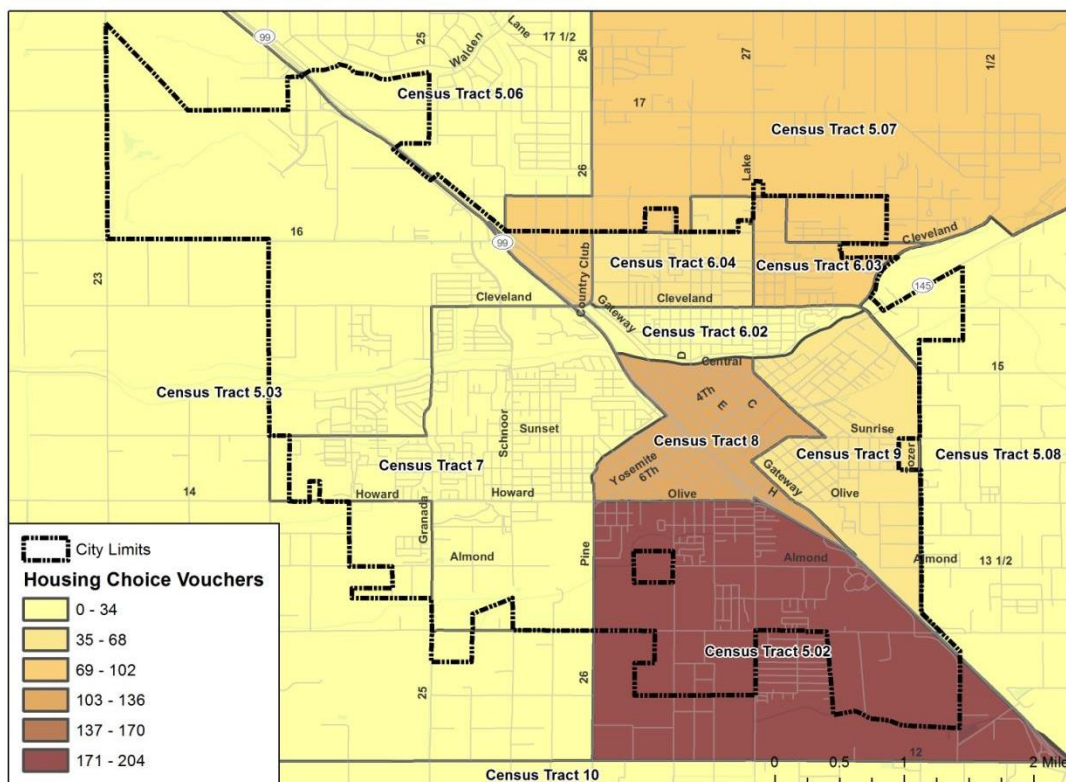 99
25
Walden
Lane
17 1/2
26
27
1/2
Census Tract 5.06
17
Census Tract 5.07
26
Lake
23
16
99
Country Club
Census Tract 6.04
Census Tract 6.03
Cleveland
145
Cleveland
Gateway
Cleveland
Census Tract 6.02
D
Central
15
Census Tract 5.03
4Th
E
C
Schnoor
Sunset
Census Tract 8
Sunrise
Census Tract 7
Yosemite
6Th
Gateway
Census Tract 9
ozer
Census Tract 5.08
14
Howard
Howard
Olive
H
Olive
Granada
Almond
Pine
Almond
Almond
13 1/2
City Limits
Housing Choice Vouchers
0 - 34
35 - 68
69 - 102
103 - 136
137 - 170
171 - 204
Census Tract 5.02
25
26
12
0
0.5
1
2 Mile
Census Tract 10